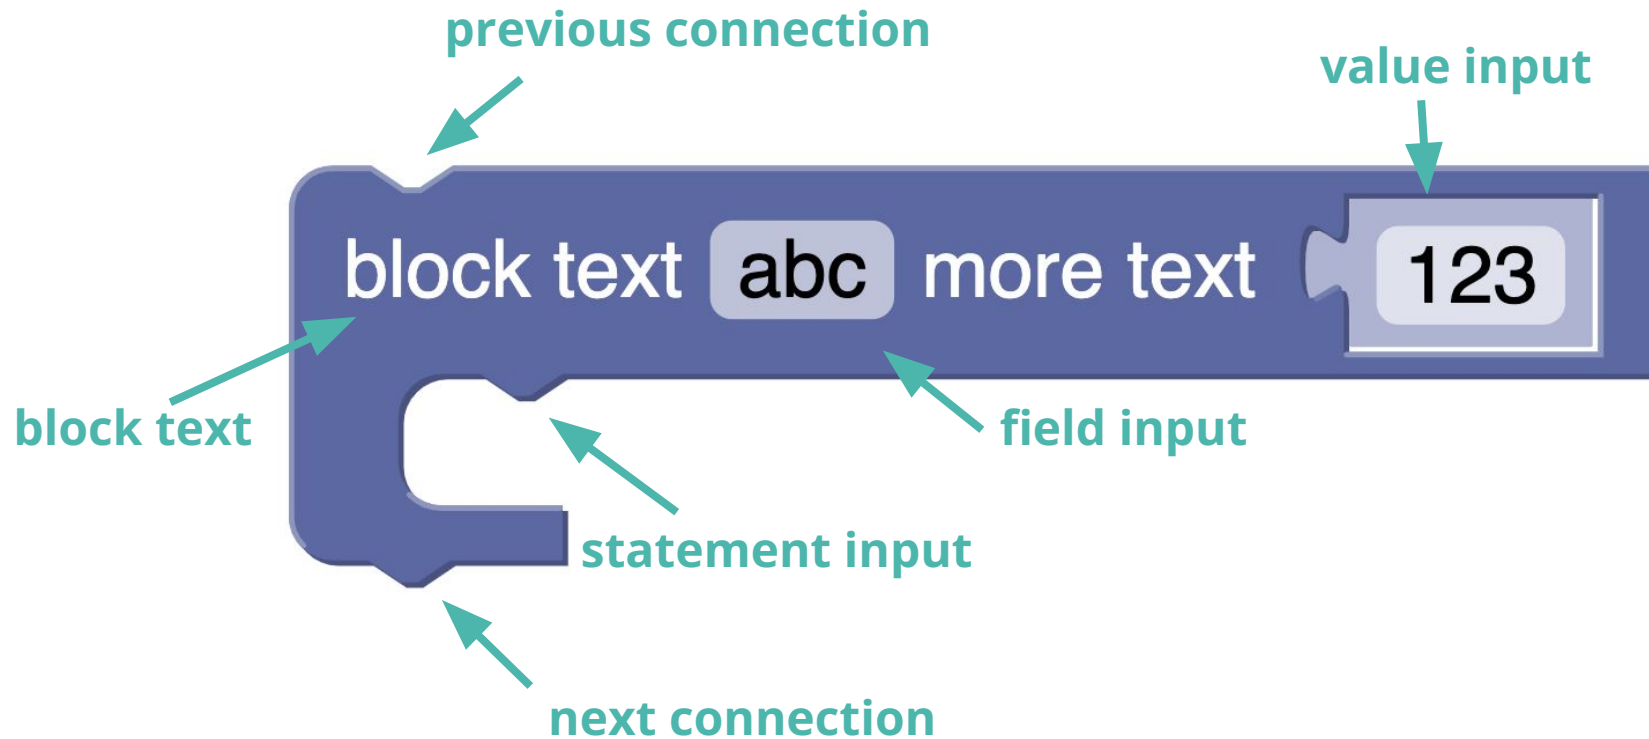 previous connection
value input
block text abc more text 123
block text
field input
statement input
next connection